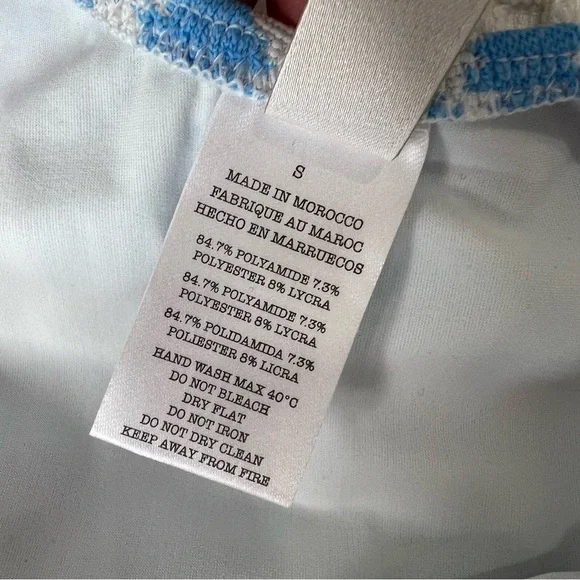 S
MADE IN MOROCCO
FABRIQUE AU MAROC
HECHO EN MARRUECOS
84.7% POLYAMIDE 7.3%
POLYESTER 8% LYCRA
84.7% POLYAMIDE 7.3%
POLYESTER 8% LYCRA
84.7% POLIDAMIDA 7.3%
POLIESTER 8% LICRA
HAND WASH MAX 40°C
DO NOT BLEACH
DRY FLAT
DO NOT IRON
DO NOT DRY CLEAN
KEEP AWAY FROM FIRE